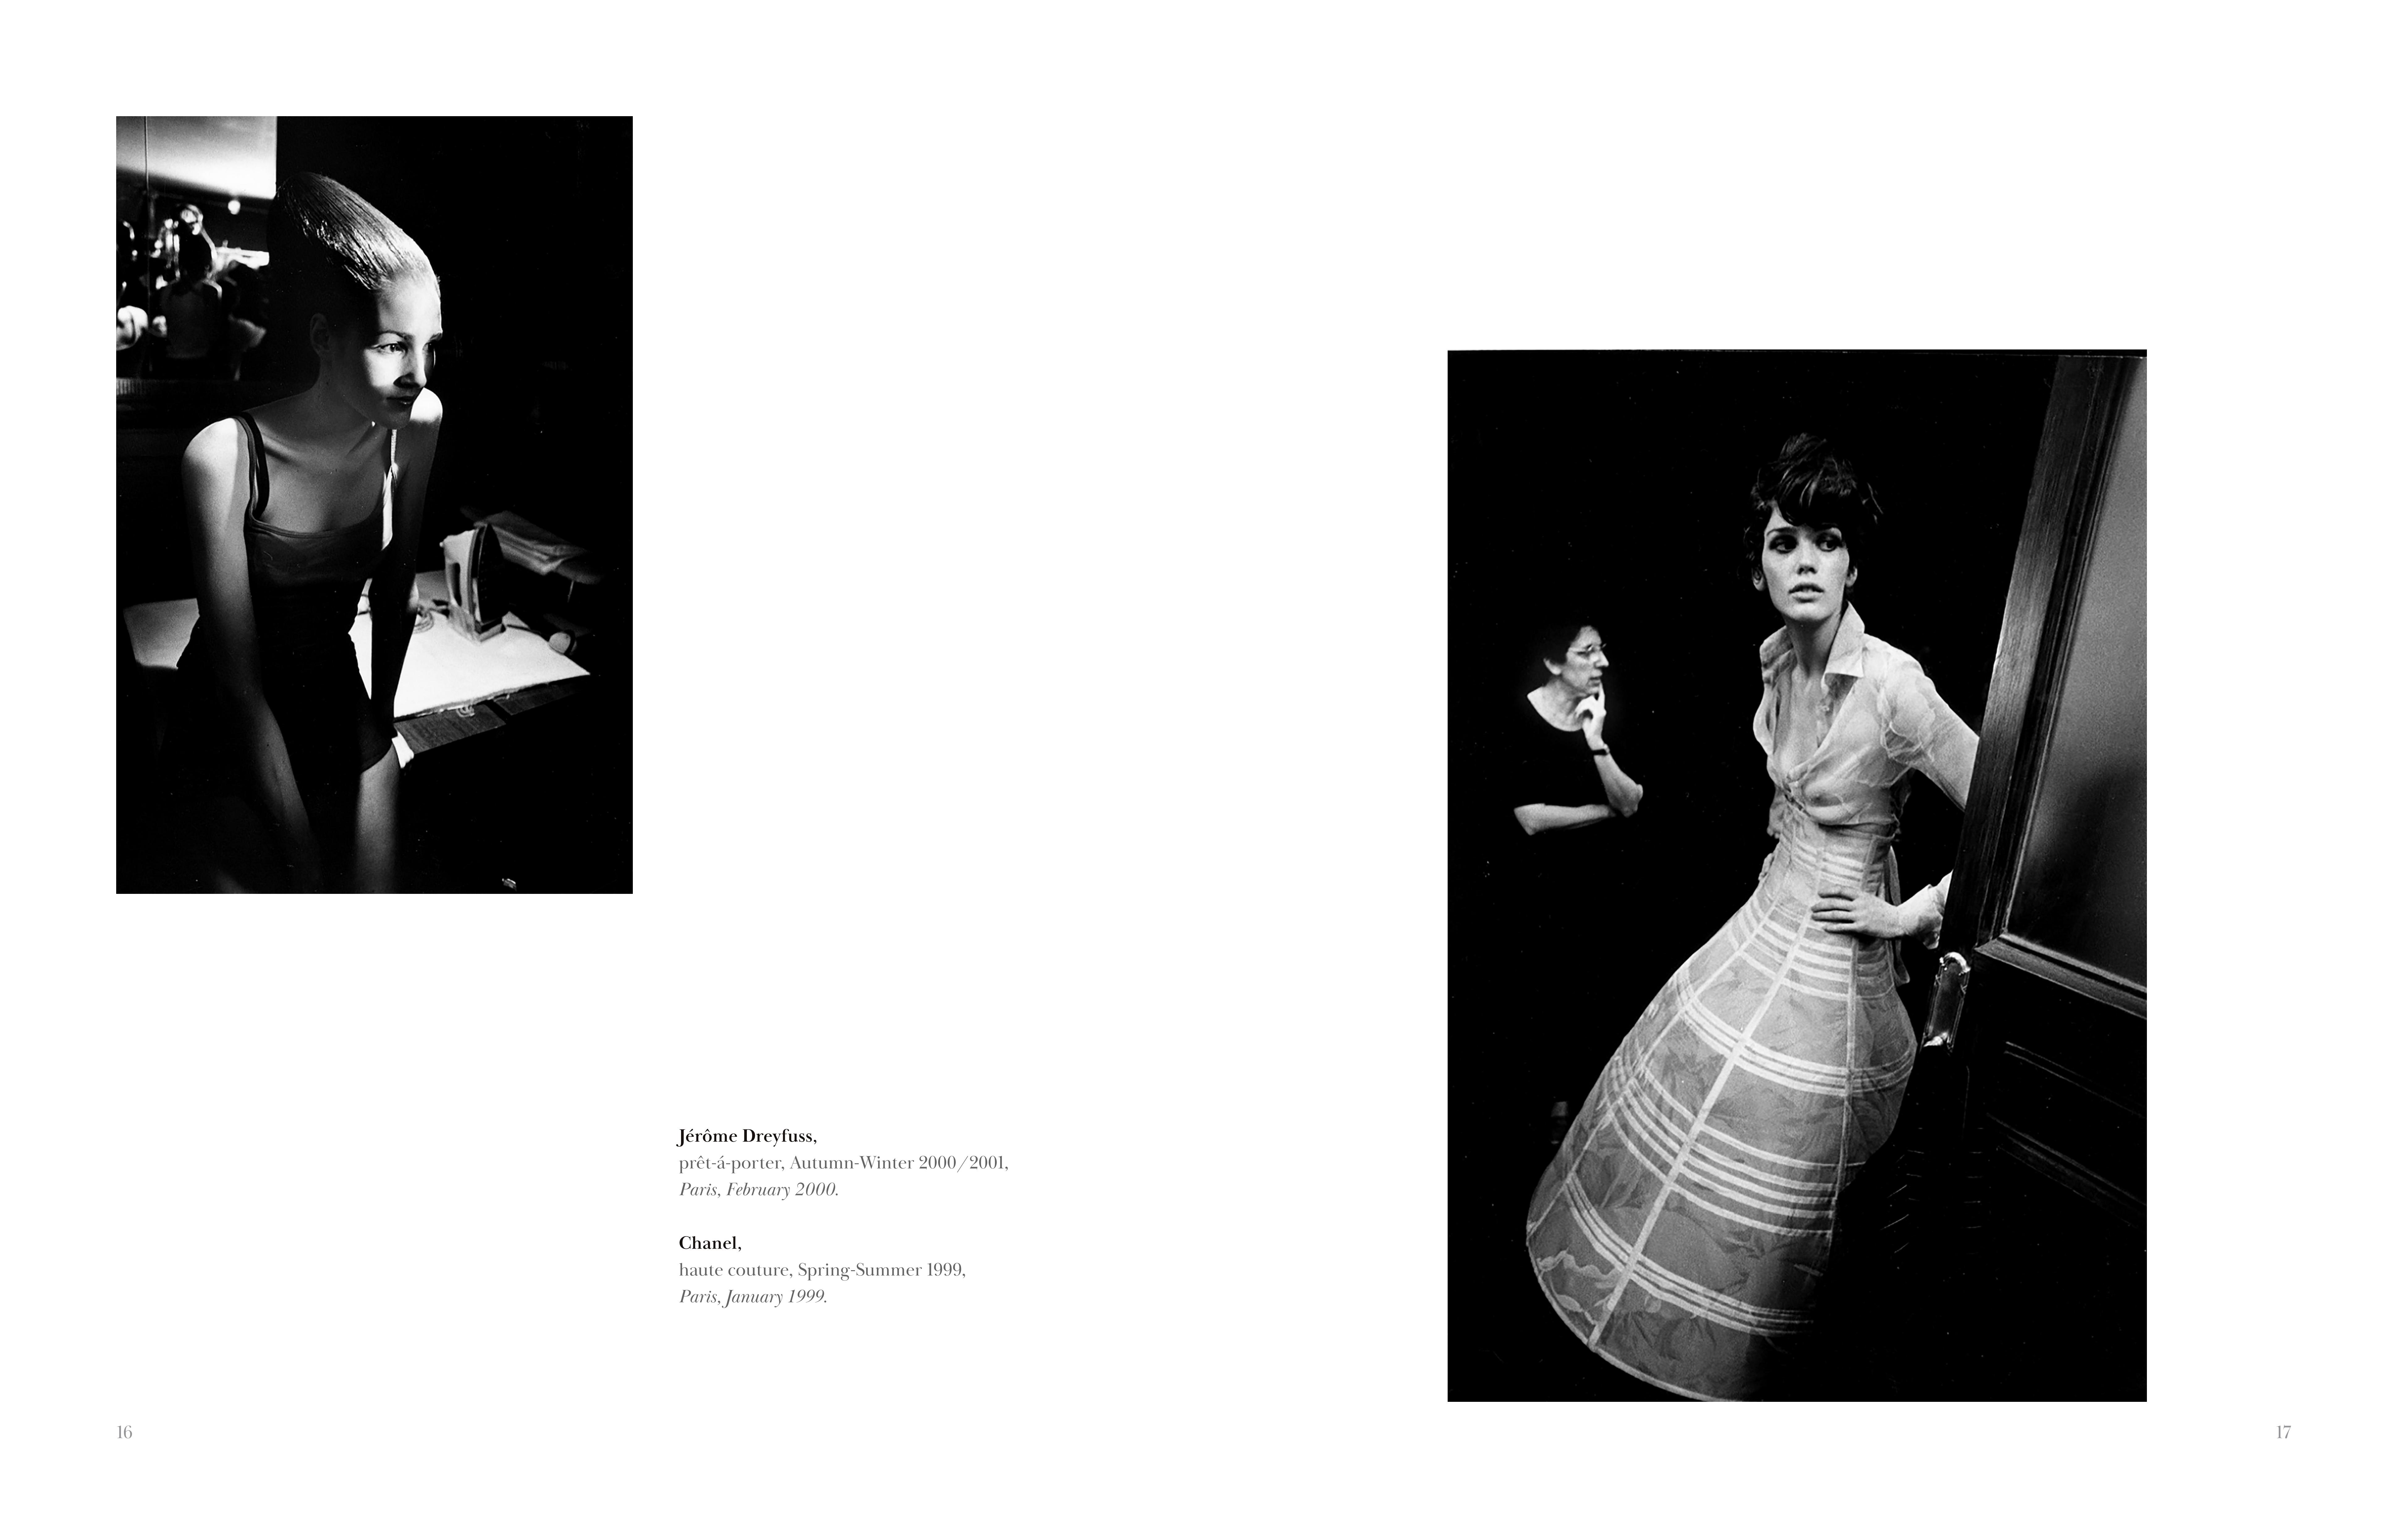 Jérôme Dreyfuss,
prêt-á-porter, Autumn-Winter 2000/2001,
Paris, February 2000.
Chanel,
haute couture, Spring-Summer 1999,
Paris, January 1999.
16
17